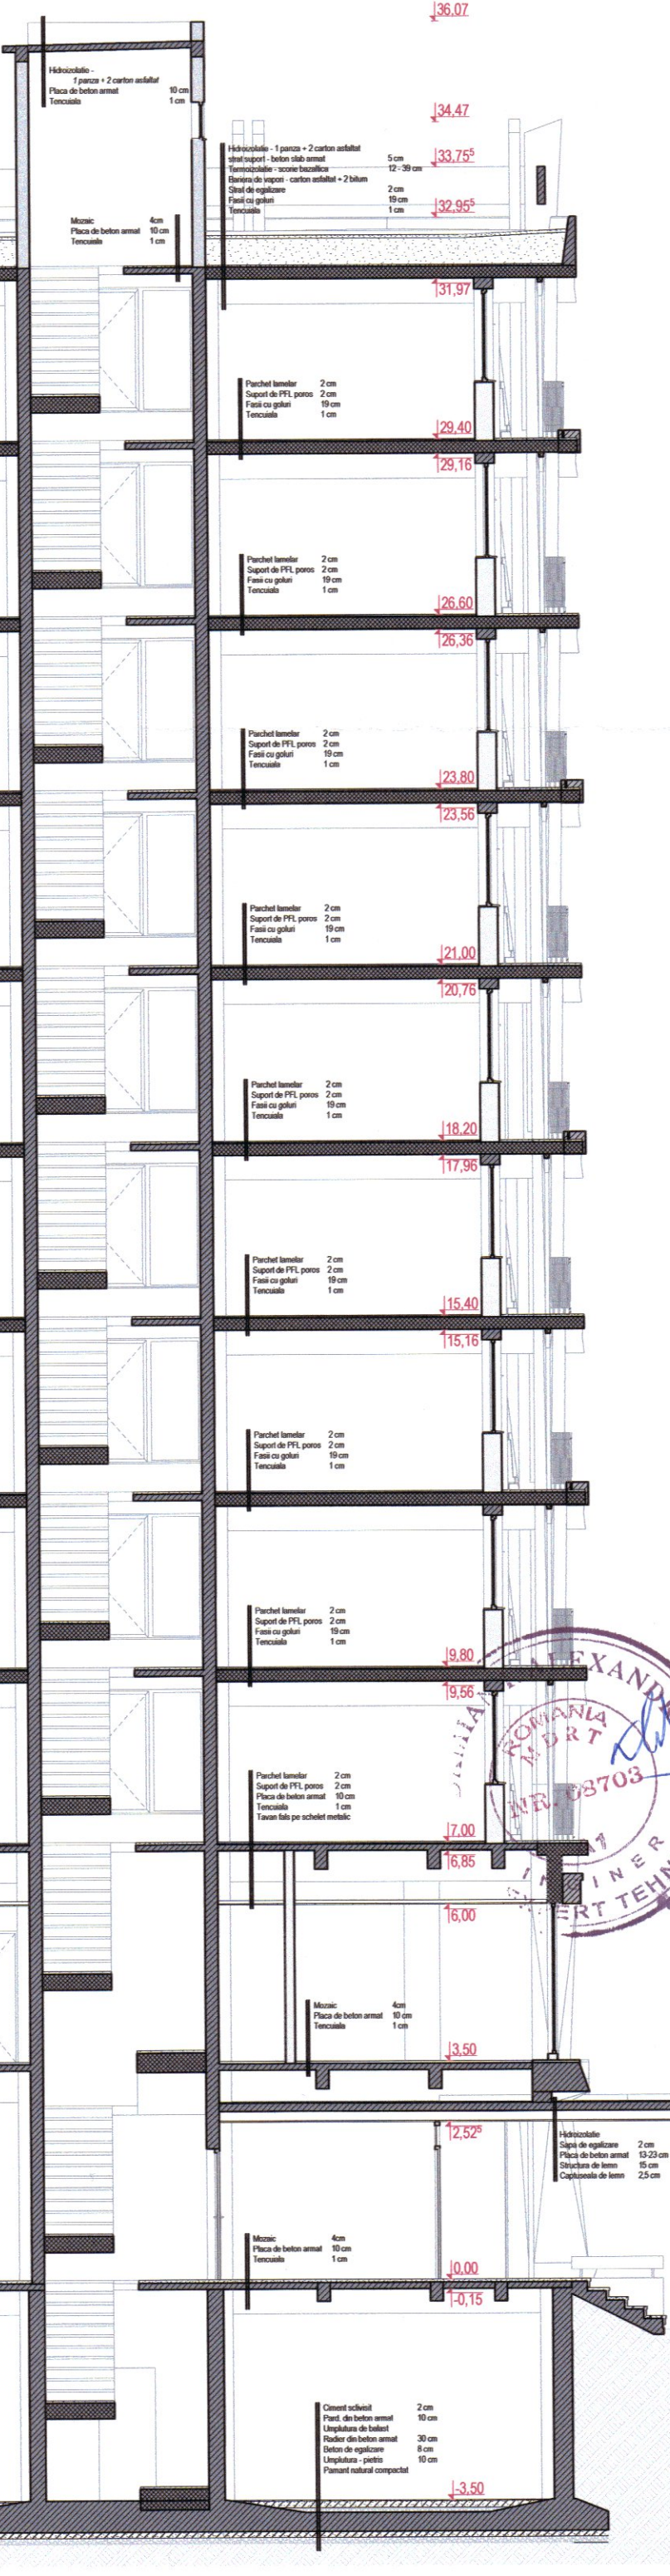 36,07
Hidroizolatie -
1 panza + 2 carton asfaltat
Placa de beton armat 10 cm
Tencuiala 1 cm
34,47
Hidroizolatie - 1 panza + 2 carton asfaltat
strat suport - beton slab armat 5 cm
Termoizolatie - scorie bazaltica 12 - 39 cm
Bariera de vapori - carton asfaltat + 2 bitum
Strat de egalizare 2 cm
Fasii cu goluri 19 cm
Tencuiala 1 cm
33,75⁵
32,95⁵
Mozaic 4cm
Placa de beton armat 10 cm
Tencuiala 1 cm
31,97
Parchet lamelar 2 cm
Suport de PFL poros 2 cm
Fasii cu goluri 19 cm
Tencuiala 1 cm
29,40
29,16
Parchet lamelar 2 cm
Suport de PFL poros 2 cm
Fasii cu goluri 19 cm
Tencuiala 1 cm
26,60
26,36
Parchet lamelar 2 cm
Suport de PFL poros 2 cm
Fasii cu goluri 19 cm
Tencuiala 1 cm
23,80
23,56
Parchet lamelar 2 cm
Suport de PFL poros 2 cm
Fasii cu goluri 19 cm
Tencuiala 1 cm
21,00
20,76
Parchet lamelar 2 cm
Suport de PFL poros 2 cm
Fasii cu goluri 19 cm
Tencuiala 1 cm
18,20
17,96
Parchet lamelar 2 cm
Suport de PFL poros 2 cm
Fasii cu goluri 19 cm
Tencuiala 1 cm
15,40
15,16
Parchet lamelar 2 cm
Suport de PFL poros 2 cm
Fasii cu goluri 19 cm
Tencuiala 1 cm
Parchet lamelar 2 cm
Suport de PFL poros 2 cm
Fasii cu goluri 19 cm
Tencuiala 1 cm
9,80
9,56
ROMANIA
MDRT
NR. 08703
Parchet lamelar 2 cm
Suport de PFL poros 2 cm
Placa de beton armat 10 cm
Tencuiala 1 cm
Tavan fals pe schelet metalic
7,00
6,85
6,00
Mozaic 4cm
Placa de beton armat 10 cm
Tencuiala 1 cm
3,50
2,52⁵
Hidroizolatie
Sapa de egalizare 2 cm
Placa de beton armat 13-23 cm
Structura de lemn 15 cm
Captuseala de lemn 2,5 cm
Mozaic 4cm
Placa de beton armat 10 cm
Tencuiala 1 cm
0,00
-0,15
Ciment sclivisit 2 cm
Pard. din beton armat 10 cm
Umplutura de balast
Radier din beton armat 30 cm
Beton de egalizare 8 cm
Umplutura - pietris 10 cm
Pamant natural compactat
-3,50